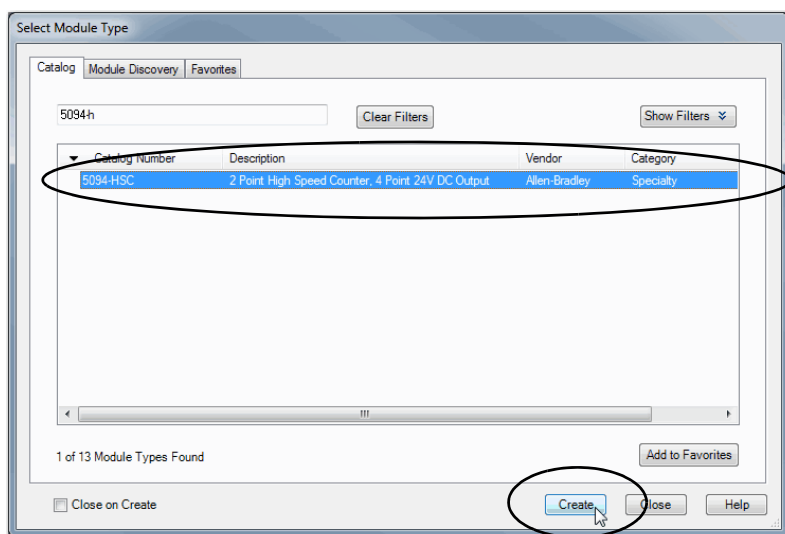 Select Module Type
Catalog Module Discovery Favorites
5094-h Clear Filters Show Filters
Catalog Number Description Vendor Category
5094-HSC 2 Point High Speed Counter, 4 Point 24V DC Output Allen-Bradley Specialty
1 of 13 Module Types Found Add to Favorites
Close on Create Create Close Help